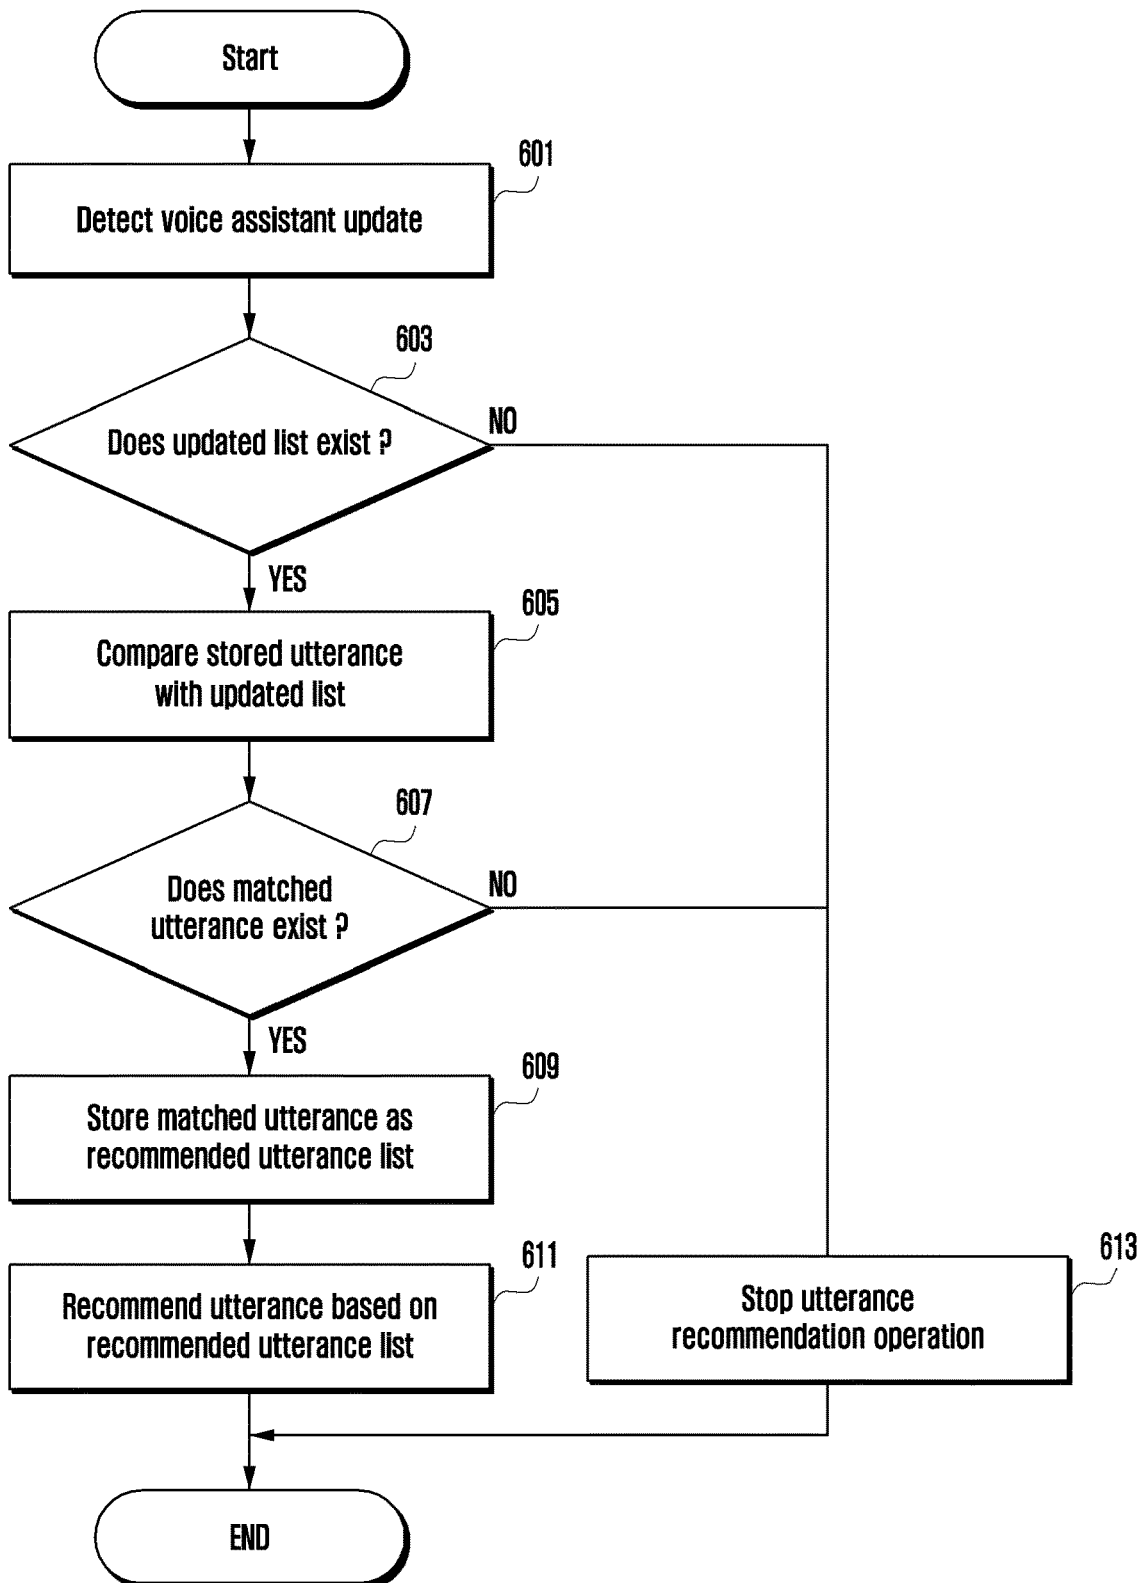 Start
601
Detect voice assistant update
603
Does updated list exist ?
NO
YES
605
Compare stored utterance
with updated list
607
Does matched
utterance exist ?
NO
YES
609
Store matched utterance as
recommended utterance list
611
Recommend utterance based on
recommended utterance list
613
Stop utterance
recommendation operation
END